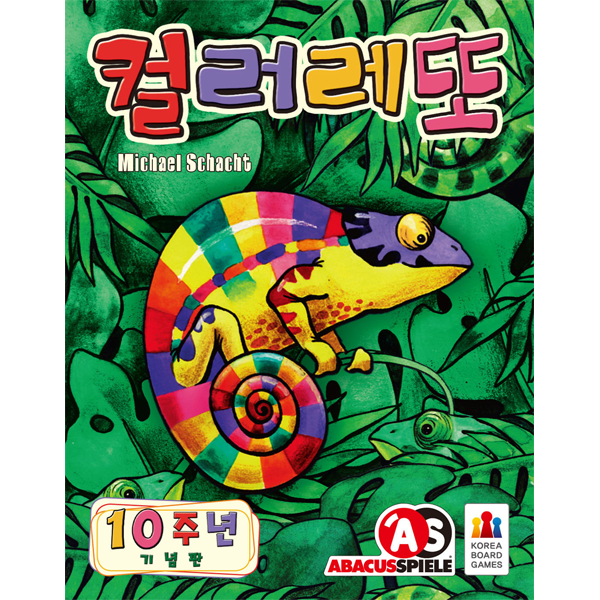 컬러레또
Michael Schacht
10주년
기념판
AS
ABACUSSPIELE
KOREA
BOARD
GAMES